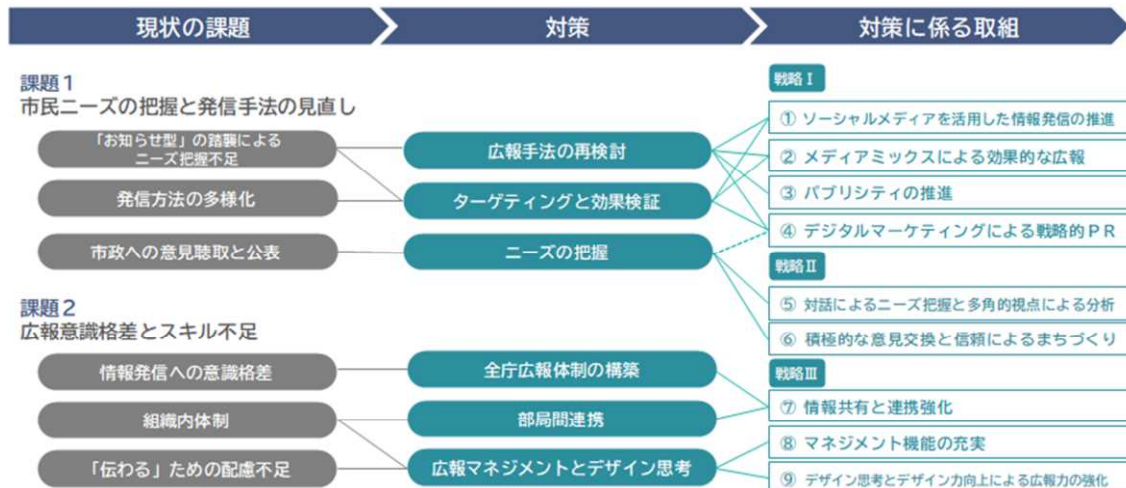 現状の課題
対策
対策に係る取組
課題1
市民ニーズの把握と発信手法の見直し
「お知らせ型」の踏襲による
ニーズ把握不足
発信方法の多様化
市政への意見聴取と公表
課題2
広報意識格差とスキル不足
情報発信への意識格差
組織内体制
「伝わる」ための配慮不足
広報手法の再検討
ターゲティングと効果検証
ニーズの把握
全庁広報体制の構築
部局間連携
広報マネジメントとデザイン思考
戦略Ⅰ
① ソーシャルメディアを活用した情報発信の推進
② メディアミックスによる効果的な広報
③ パブリシティの推進
④ デジタルマーケティングによる戦略的PR
戦略Ⅱ
⑤ 対話によるニーズ把握と多角的視点による分析
⑥ 積極的な意見交換と信頼によるまちづくり
戦略Ⅲ
⑦ 情報共有と連携強化
⑧ マネジメント機能の充実
⑨ デザイン思考とデザイン力向上による広報力の強化